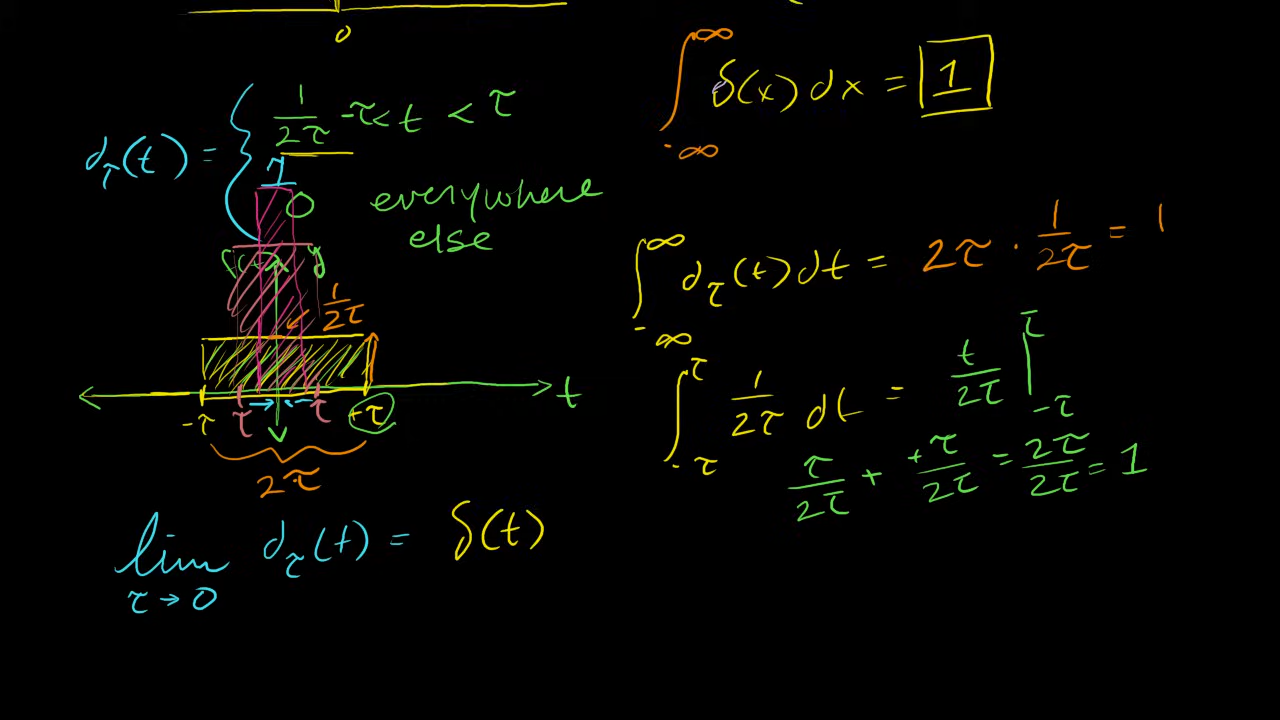 0
d_τ(t) = { 1/2τ -τ < t < τ
0 everywhere
else
1/2τ
-τ τ τ +τ t
2τ
lim d_τ(t) = δ(t)
τ → 0
∫_{-∞}^{∞} δ(x) dx = 1
∫_{-∞}^{∞} d_τ(t) dt = 2τ · 1/2τ = 1
∫_{-τ}^{τ} 1/2τ dt = t/2τ |_{-τ}^{τ}
τ/2τ + +τ/2τ = 2τ/2τ = 1